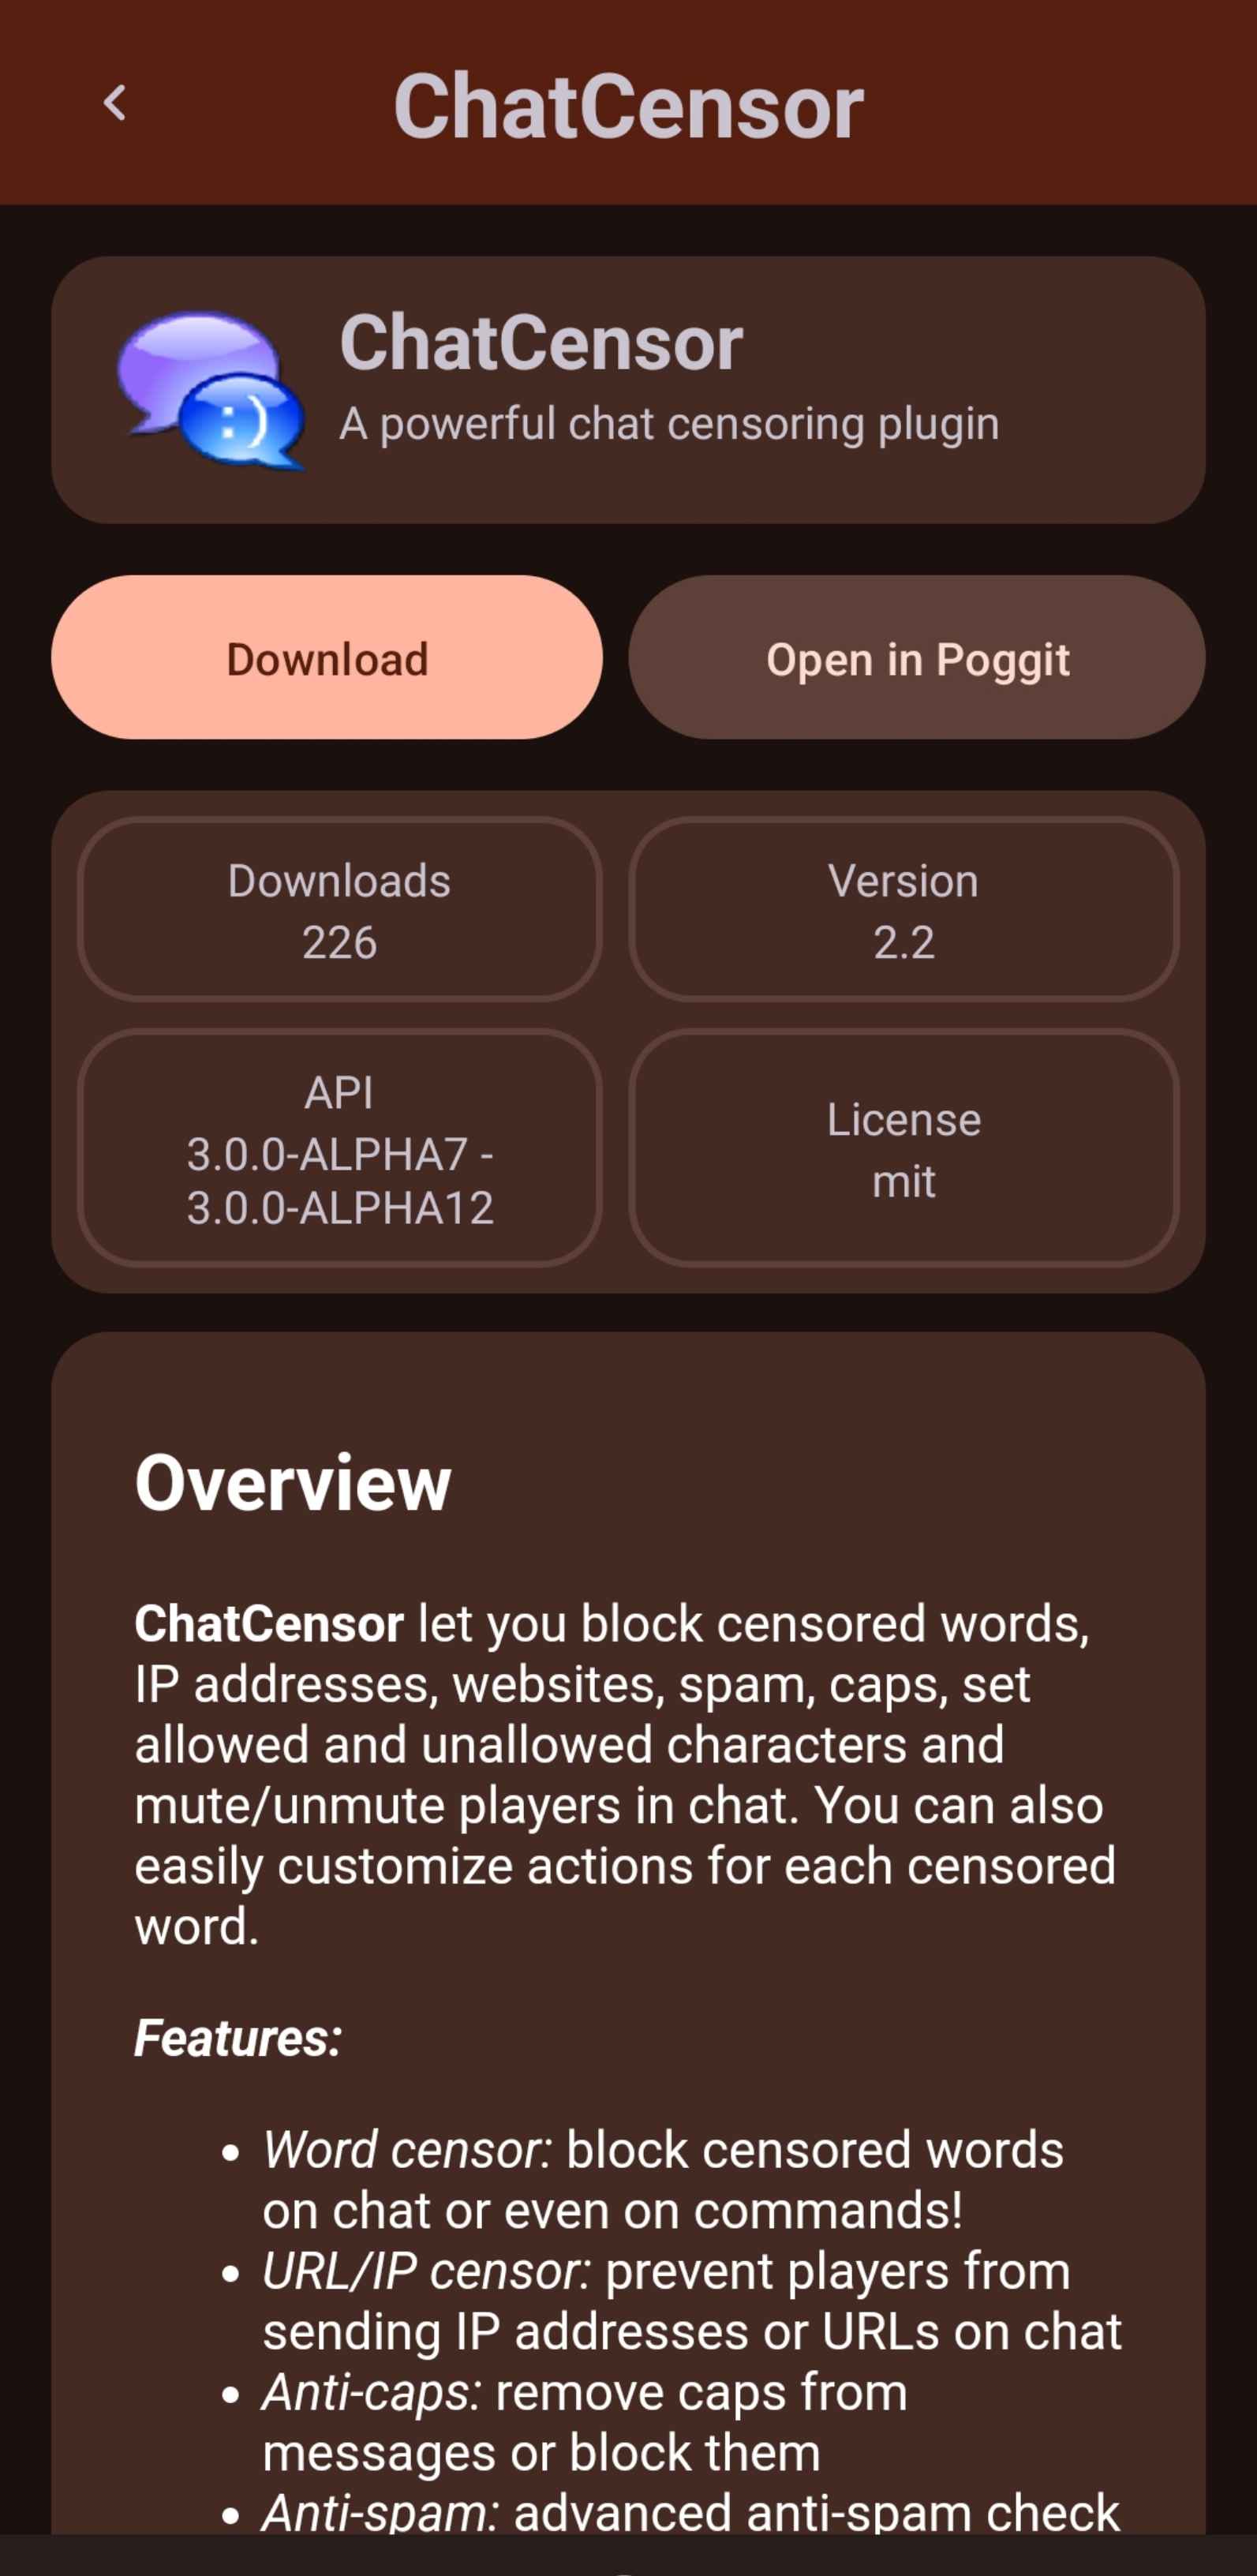 ChatCensor
ChatCensor
A powerful chat censoring plugin
:)
Download
Open in Poggit
Downloads
226
Version
2.2
API
3.0.0-ALPHA7 -
3.0.0-ALPHA12
License
mit
Overview
ChatCensor let you block censored words,
IP addresses, websites, spam, caps, set
allowed and unallowed characters and
mute/unmute players in chat. You can also
easily customize actions for each censored
word.
Features:
• Word censor: block censored words
on chat or even on commands!
• URL/IP censor: prevent players from
sending IP addresses or URLs on chat
• Anti-caps: remove caps from
messages or block them
• Anti-spam: advanced anti-spam check